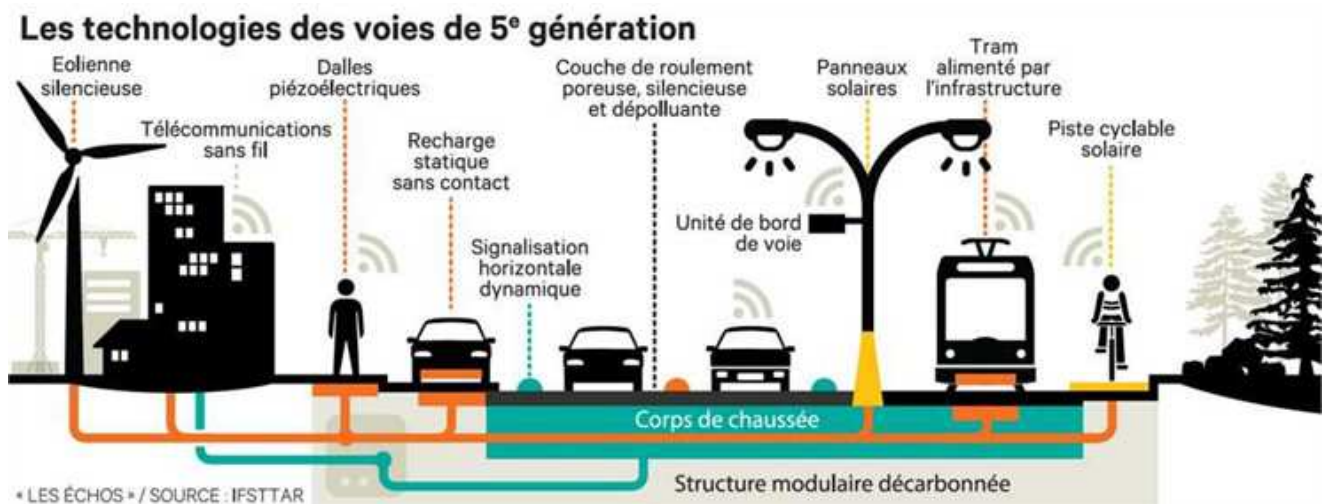 Les technologies des voies de 5e génération
Eolienne
silencieuse
Télécommunications
sans fil
Dalles
piézoélectriques
Recharge
statique
sans contact
Signalisation
horizontale
dynamique
Couche de roulement
poreuse, silencieuse
et dépolluante
Unité de bord
de voie
Panneaux
solaires
Tram
alimenté par
l'infrastructure
Piste cyclable
solaire
Corps de chaussée
Structure modulaire décarbonnée
« LES ÉCHOS » / SOURCE : IFSTTAR